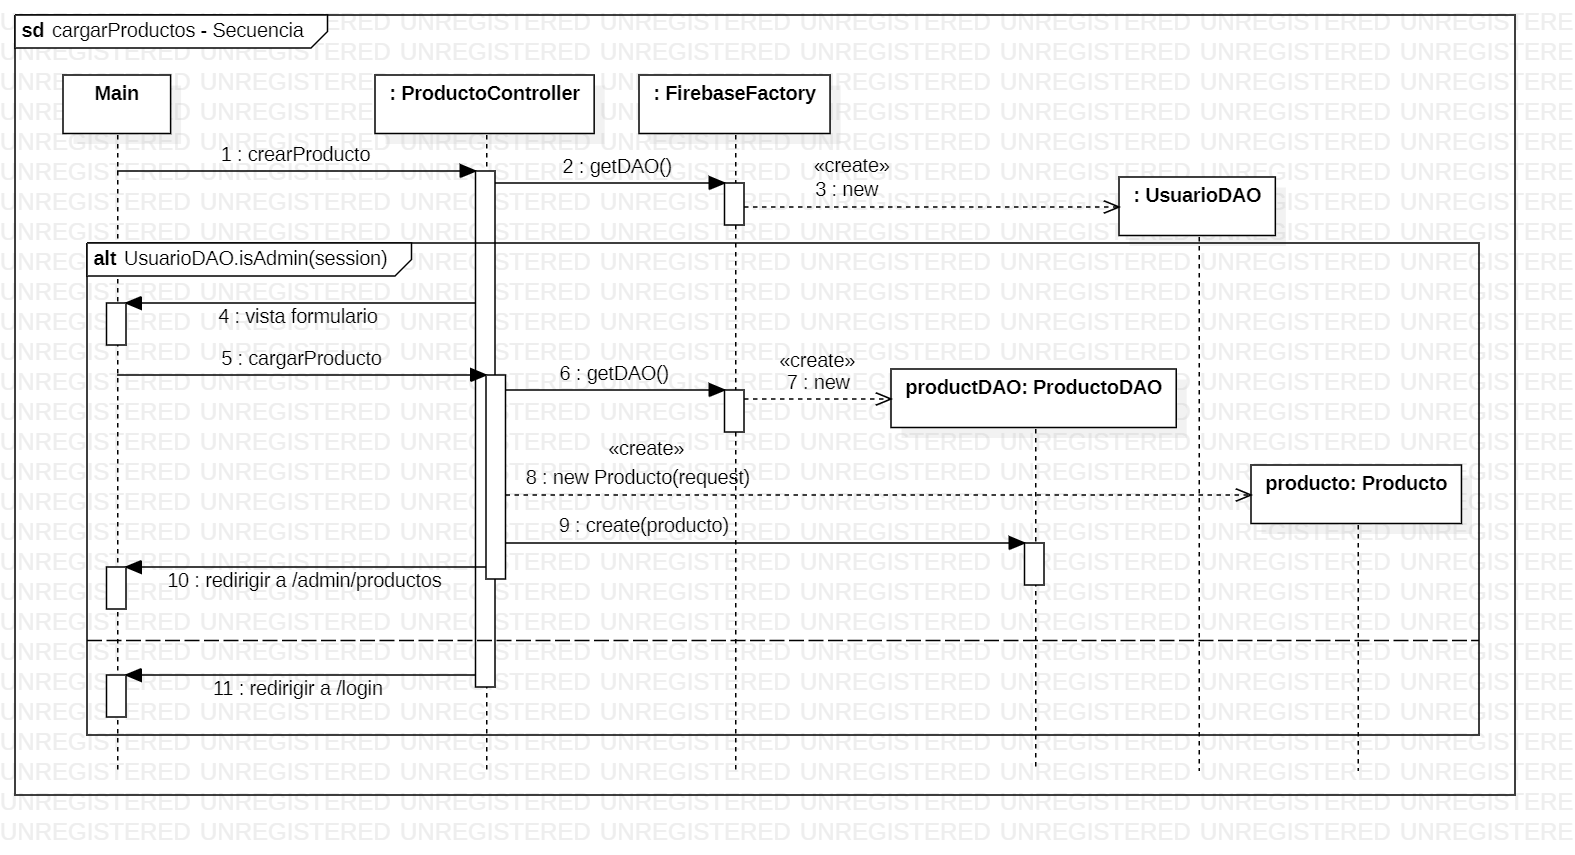 sd cargarProductos - Secuencia
Main
: ProductoController
: FirebaseFactory
1 : crearProducto
2 : getDAO()
«create»
3 : new
: UsuarioDAO
alt UsuarioDAO.isAdmin(session)
4 : vista formulario
5 : cargarProducto
6 : getDAO()
«create»
7 : new
productDAO: ProductoDAO
«create»
8 : new Producto(request)
producto: Producto
9 : create(producto)
10 : redirigir a /admin/productos
11 : redirigir a /login
UNREGISTERED